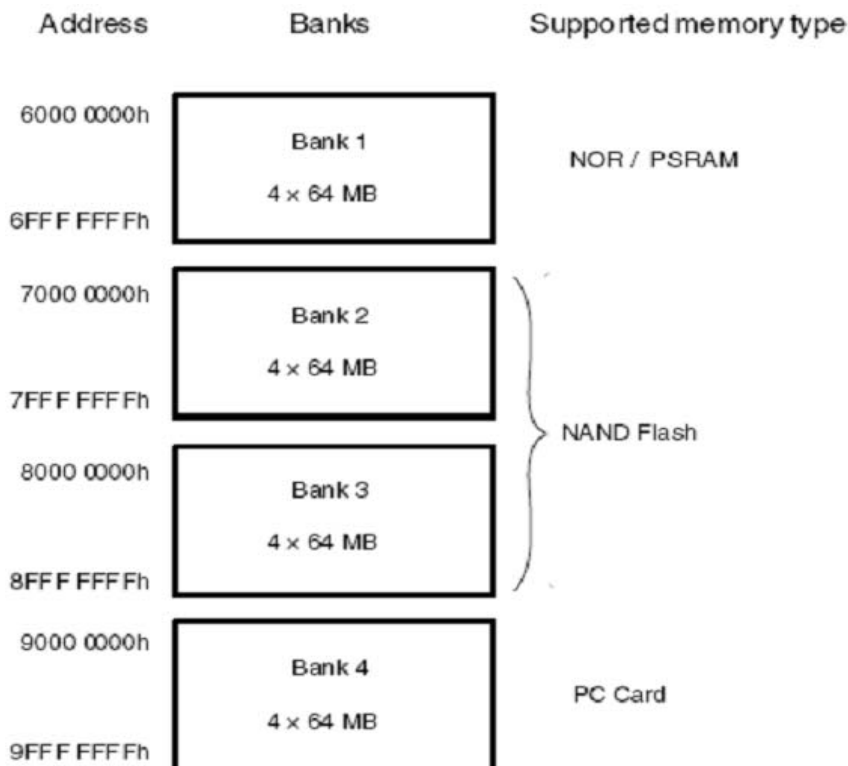 Address Banks Supported memory type
6000 0000h
Bank 1
NOR / PSRAM
4 × 64 MB
6FFF FFFFh
7000 0000h
Bank 2
4 × 64 MB
7FFF FFFFh
NAND Flash
8000 0000h
Bank 3
4 × 64 MB
8FFF FFFFh
9000 0000h
Bank 4
PC Card
4 × 64 MB
9FFF FFFFh